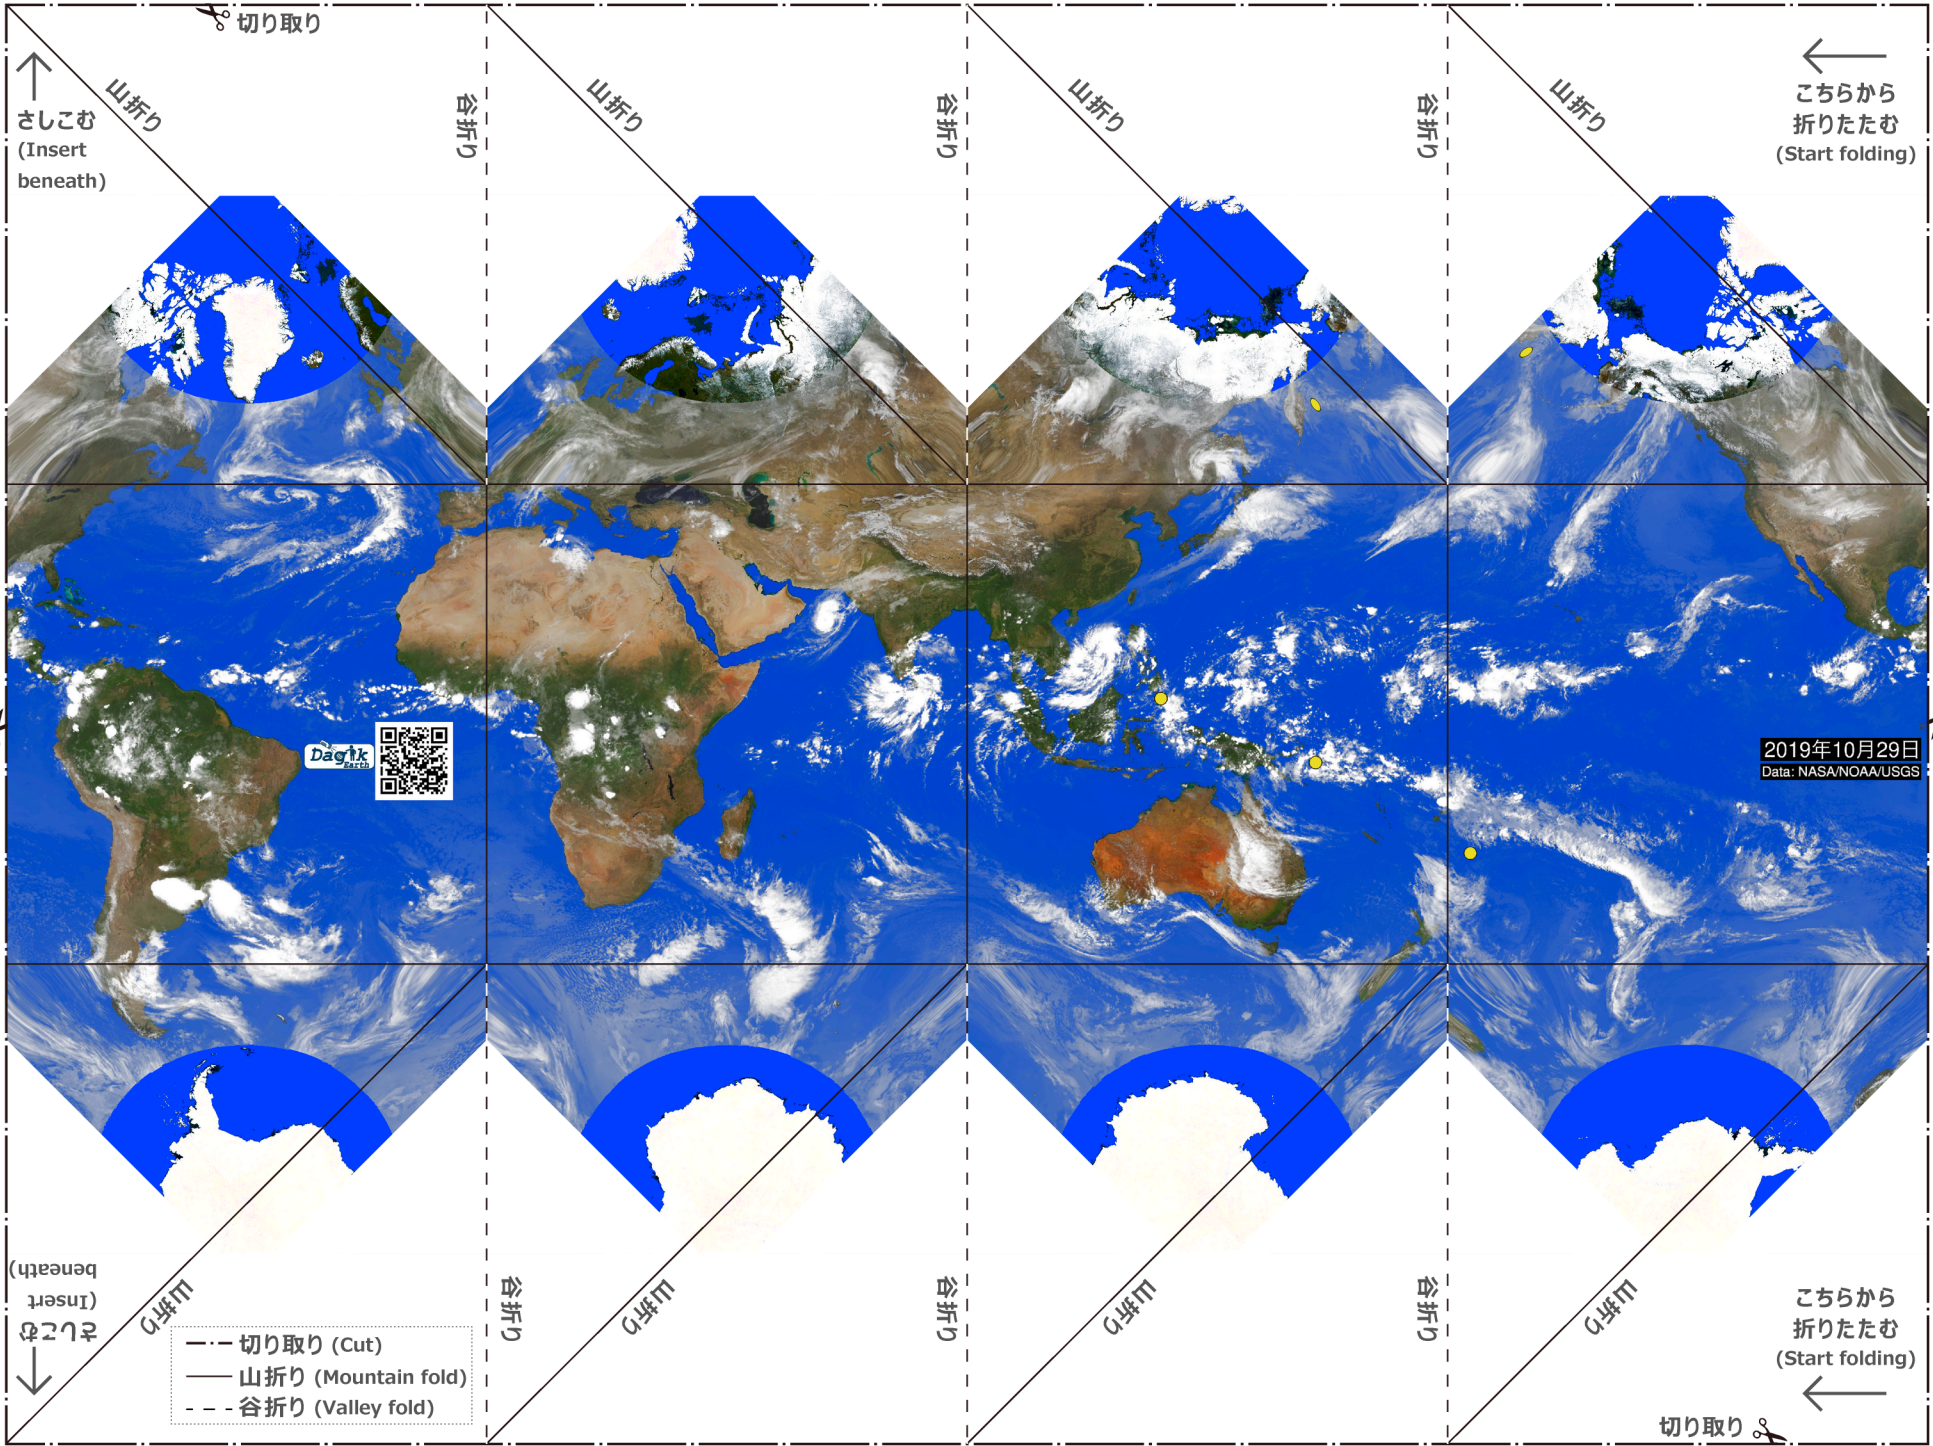 切り取り
山折り
谷折り
山折り
谷折り
山折り
谷折り
山折り
さしこむ
(Insert
beneath)
こちらから
折りたたむ
(Start folding)
Dagik
Earth
2019年10月29日
Data: NASA/NOAA/USGS
さしこむ
(Insert
beneath)
山折り
谷折り
山折り
谷折り
山折り
谷折り
山折り
こちらから
折りたたむ
(Start folding)
切り取り (Cut)
山折り (Mountain fold)
谷折り (Valley fold)
切り取り